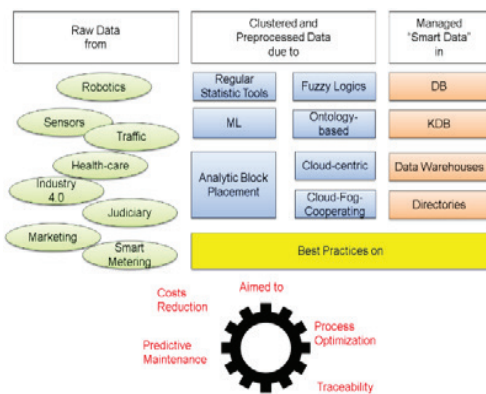 Raw Data
from
Clustered and
Preprocessed Data
due to
Managed
“Smart Data”
in
Robotics
Sensors
Traffic
Health-care
Industry
4.0
Judiciary
Marketing
Smart
Metering
Regular
Statistic Tools
Fuzzy Logics
ML
Ontology-
based
Analytic Block
Placement
Cloud-centric
Cloud-Fog-
Cooperating
DB
KDB
Data Warehouses
Directories
Best Practices on
Aimed to
Costs
Reduction
Process
Optimization
Predictive
Maintenance
Traceability